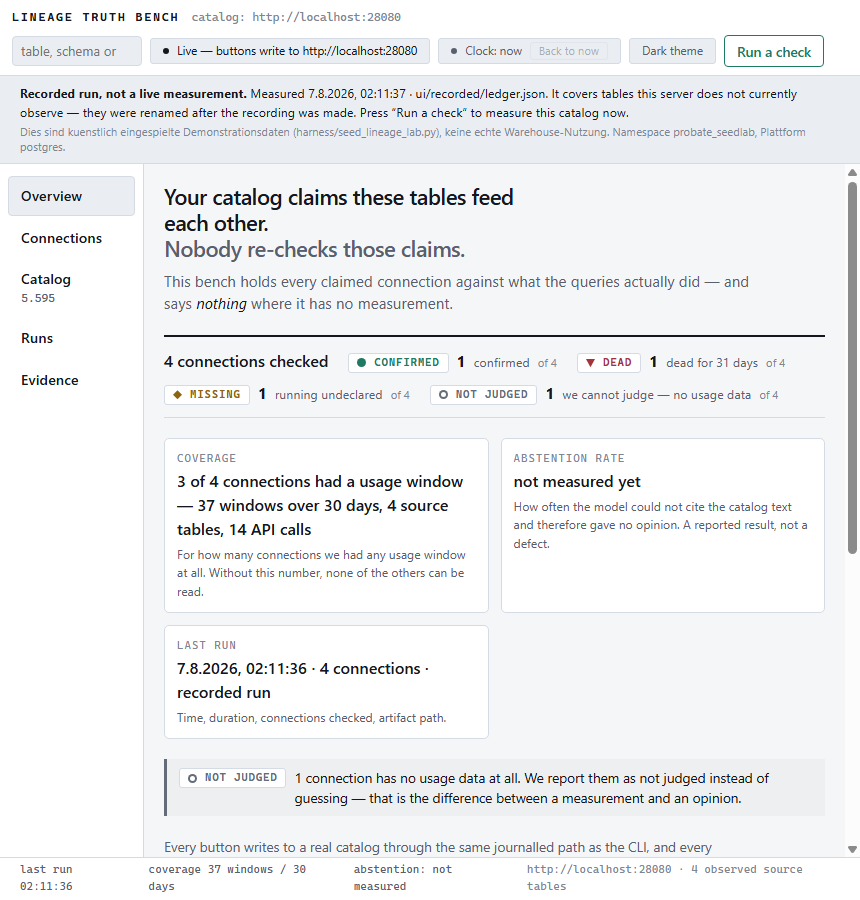 LINEAGE TRUTH BENCH catalog: http://localhost:28080
table, schema or
Live — buttons write to http://localhost:28080
Clock: now
Back to now
Dark theme
Run a check
Recorded run, not a live measurement. Measured 7.8.2026, 02:11:37 · ui/recorded/ledger.json. It covers tables this server does not currently
observe — they were renamed after the recording was made. Press “Run a check” to measure this catalog now.
Dies sind kuenstlich eingespielte Demonstrationsdaten (harness/seed_lineage_lab.py), keine echte Warehouse-Nutzung. Namespace probate_seedlab, Plattform
postgres.
Overview
Connections
Catalog
5.595
Runs
Evidence
Your catalog claims these tables feed
each other.
Nobody re-checks those claims.
This bench holds every claimed connection against what the queries actually did — and
says nothing where it has no measurement.
4 connections checked CONFIRMED 1 confirmed of 4 DEAD 1 dead for 31 days of 4
MISSING 1 running undeclared of 4 NOT JUDGED 1 we cannot judge — no usage data of 4
COVERAGE
3 of 4 connections had a usage window
— 37 windows over 30 days, 4 source
tables, 14 API calls
For how many connections we had any usage window
at all. Without this number, none of the others can be
read.
ABSTENTION RATE
not measured yet
How often the model could not cite the catalog text
and therefore gave no opinion. A reported result, not a
defect.
LAST RUN
7.8.2026, 02:11:36 · 4 connections ·
recorded run
Time, duration, connections checked, artifact path.
NOT JUDGED 1 connection has no usage data at all. We report them as not judged instead of
guessing — that is the difference between a measurement and an opinion.
Every button writes to a real catalog through the same journalled path as the CLI, and every
last run
02:11:36
coverage 37 windows / 30
days
abstention: not
measured
http://localhost:28080 · 4 observed source
tables